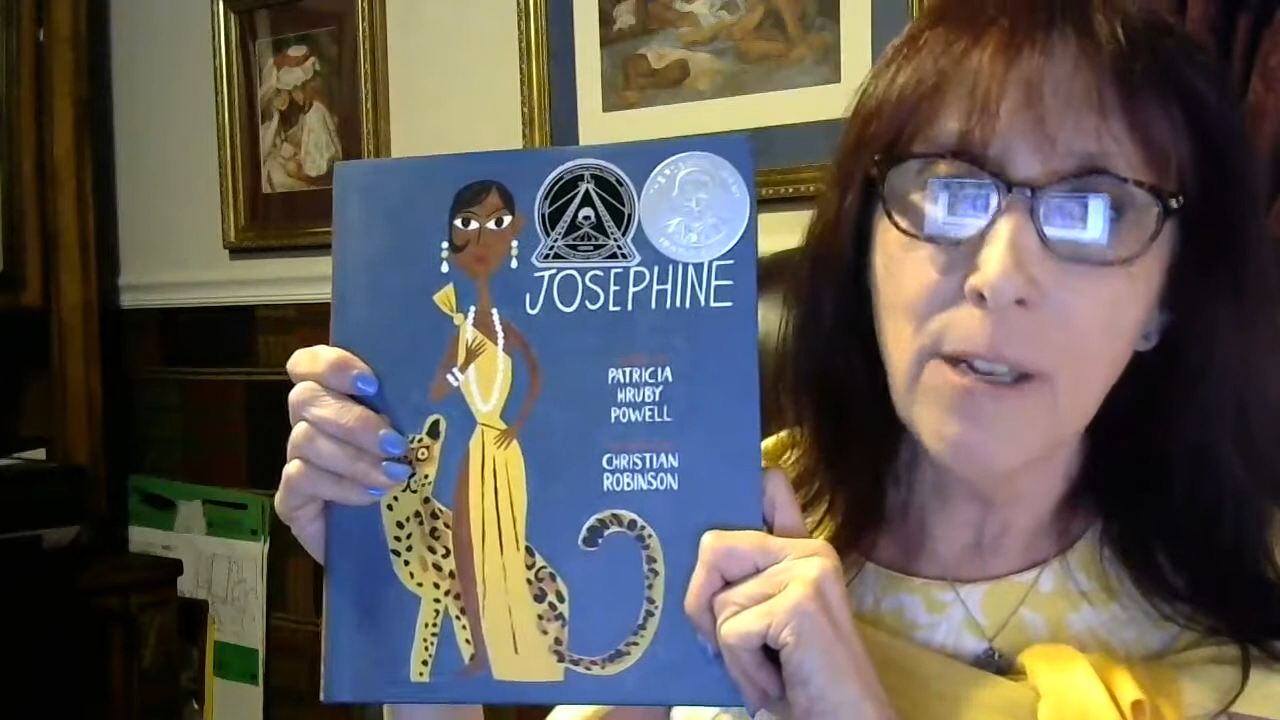 JOSEPHINE
PATRICIA
HRUBY
POWELL
CHRISTIAN
ROBINSON